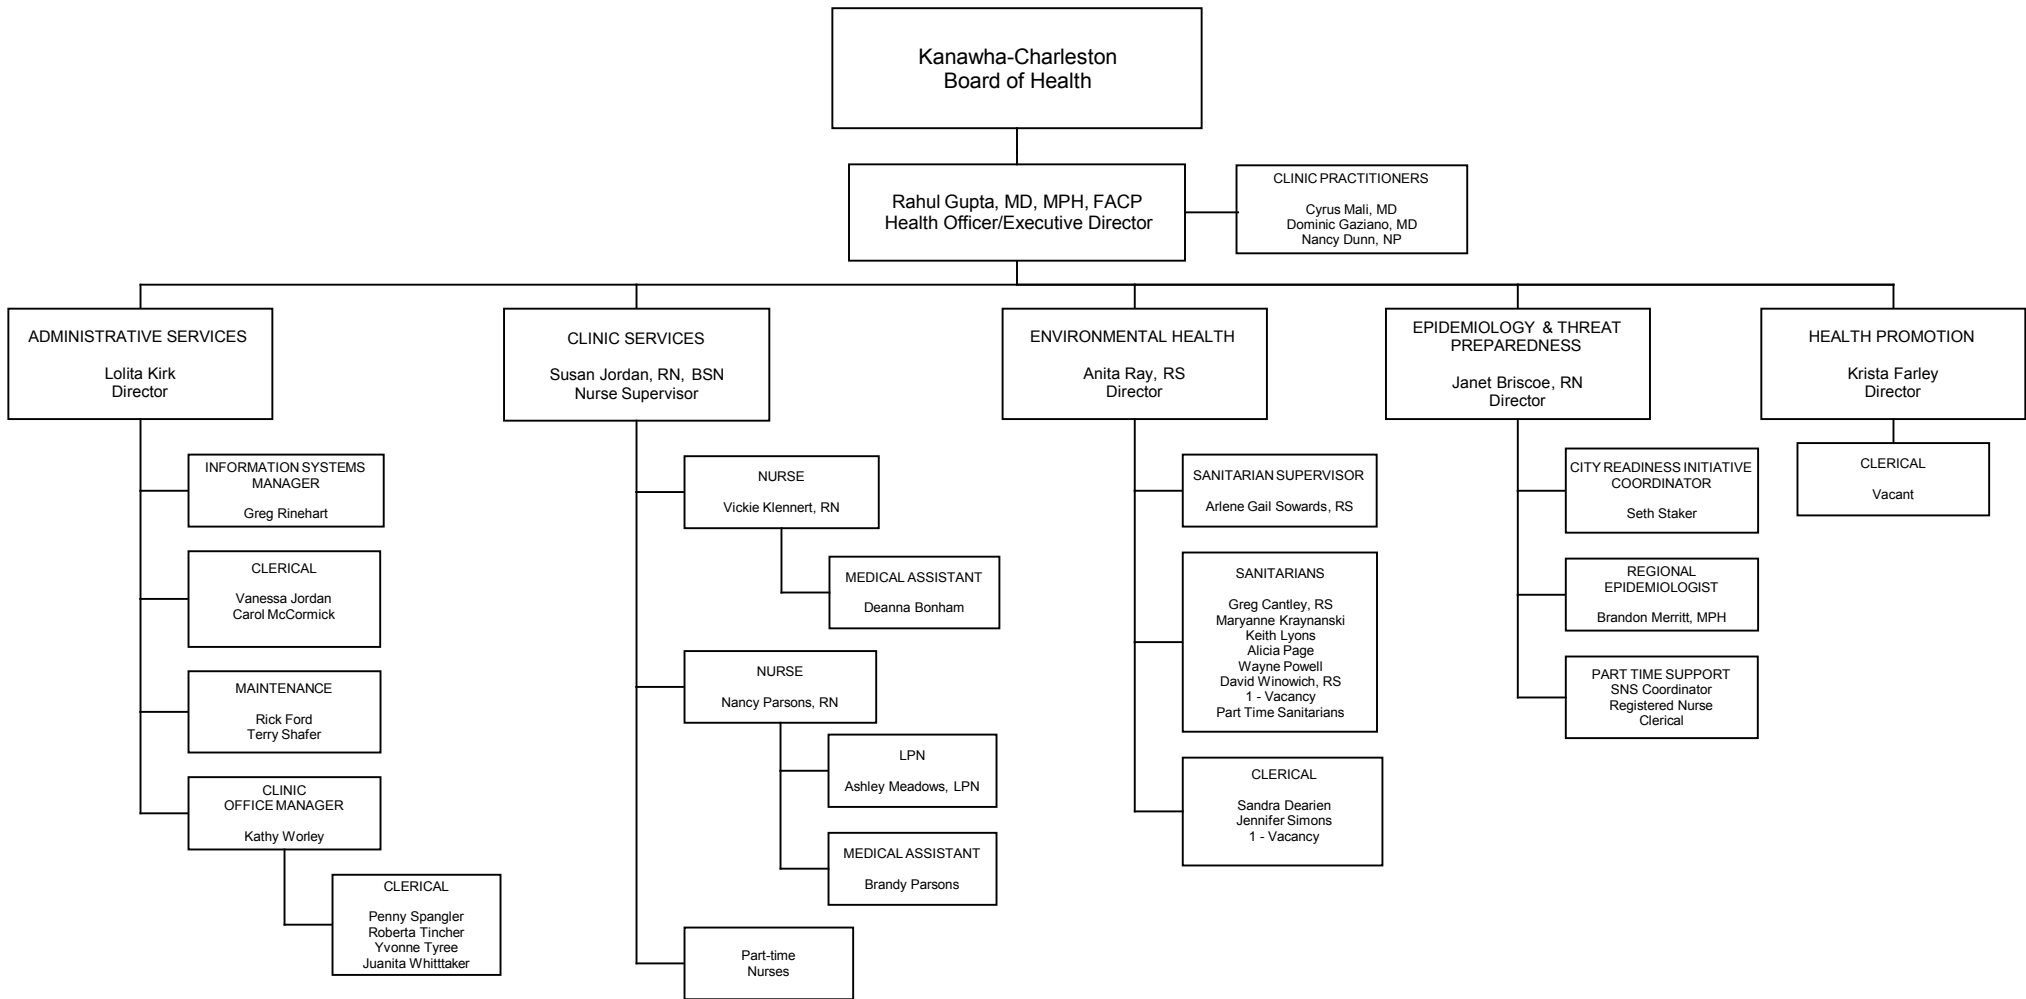 Kanawha-Charleston
Board of Health
Rahul Gupta, MD, MPH, FACP
Health Officer/Executive Director
CLINIC PRACTITIONERS
Cyrus Mali, MD
Dominic Gaziano, MD
Nancy Dunn, NP
ADMINISTRATIVE SERVICES
Lolita Kirk
Director
INFORMATION SYSTEMS
MANAGER
Greg Rinehart
CLERICAL
Vanessa Jordan
Carol McCormick
MAINTENANCE
Rick Ford
Terry Shafer
CLINIC
OFFICE MANAGER
Kathy Worley
CLERICAL
Penny Spangler
Roberta Tincher
Yvonne Tyree
Juanita Whitttaker
CLINIC SERVICES
Susan Jordan, RN, BSN
Nurse Supervisor
NURSE
Vickie Klennert, RN
MEDICAL ASSISTANT
Deanna Bonham
NURSE
Nancy Parsons, RN
LPN
Ashley Meadows, LPN
MEDICAL ASSISTANT
Brandy Parsons
Part-time
Nurses
ENVIRONMENTAL HEALTH
Anita Ray, RS
Director
SANITARIAN SUPERVISOR
Arlene Gail Sowards, RS
SANITARIANS
Greg Cantley, RS
Maryanne Kraynanski
Keith Lyons
Alicia Page
Wayne Powell
David Winowich, RS
1 - Vacancy
Part Time Sanitarians
CLERICAL
Sandra Dearien
Jennifer Simons
1 - Vacancy
EPIDEMIOLOGY & THREAT
PREPAREDNESS
Janet Briscoe, RN
Director
CITY READINESS INITIATIVE
COORDINATOR
Seth Staker
REGIONAL
EPIDEMIOLOGIST
Brandon Merritt, MPH
PART TIME SUPPORT
SNS Coordinator
Registered Nurse
Clerical
HEALTH PROMOTION
Krista Farley
Director
CLERICAL
Vacant